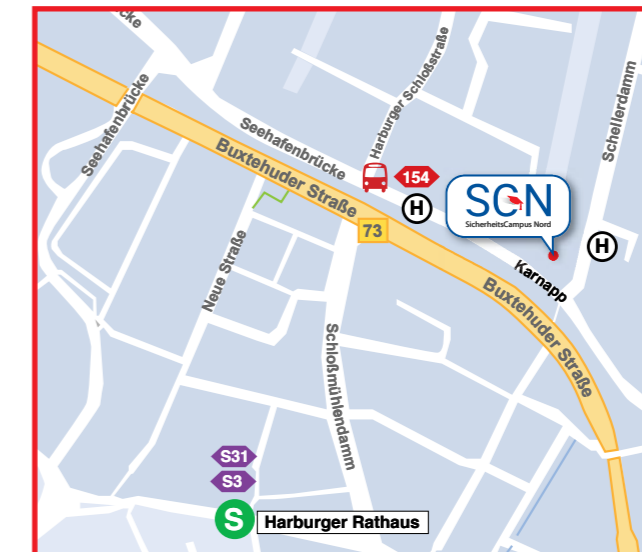 cke
Seehafenbrücke
Seehafenbrücke
Harburger Schloßstraße
Schellerdamm
Buxtehuder Straße
154
H
SCN
SicherheitsCampus Nord
H
73
Karnapp
Neue Straße
Buxtehuder Straße
Schloßmühlendamm
S31
S3
S
Harburger Rathaus